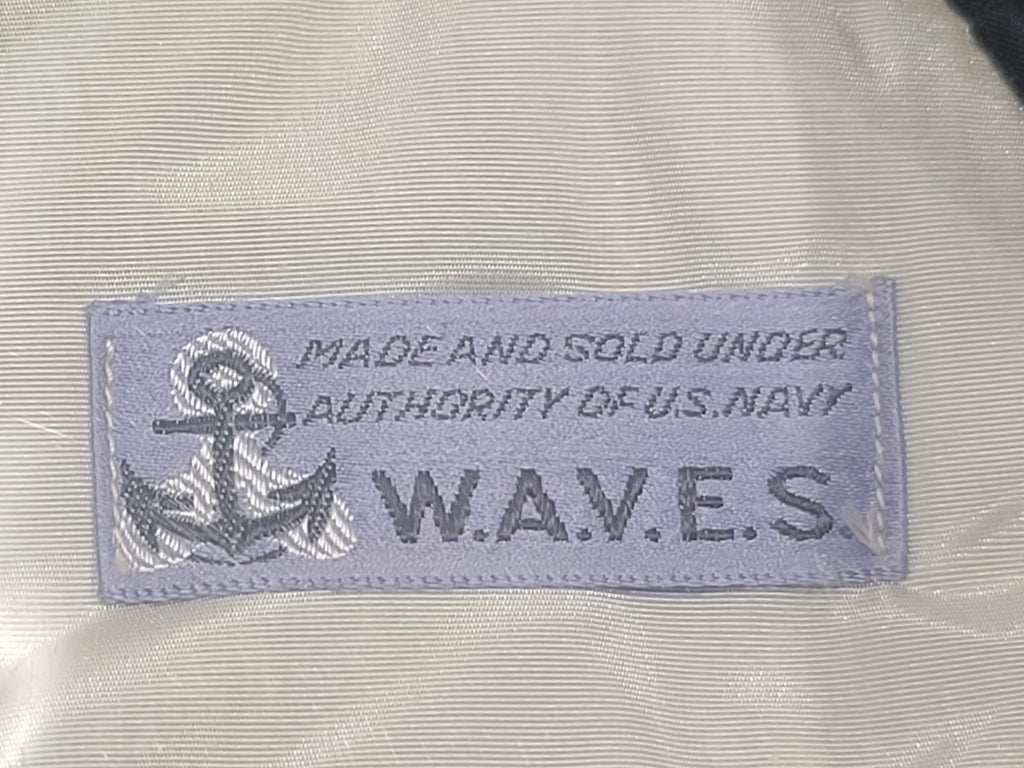 MADE AND SOLD UNDER
AUTHORITY OF U.S. NAVY
W.A.V.E.S.